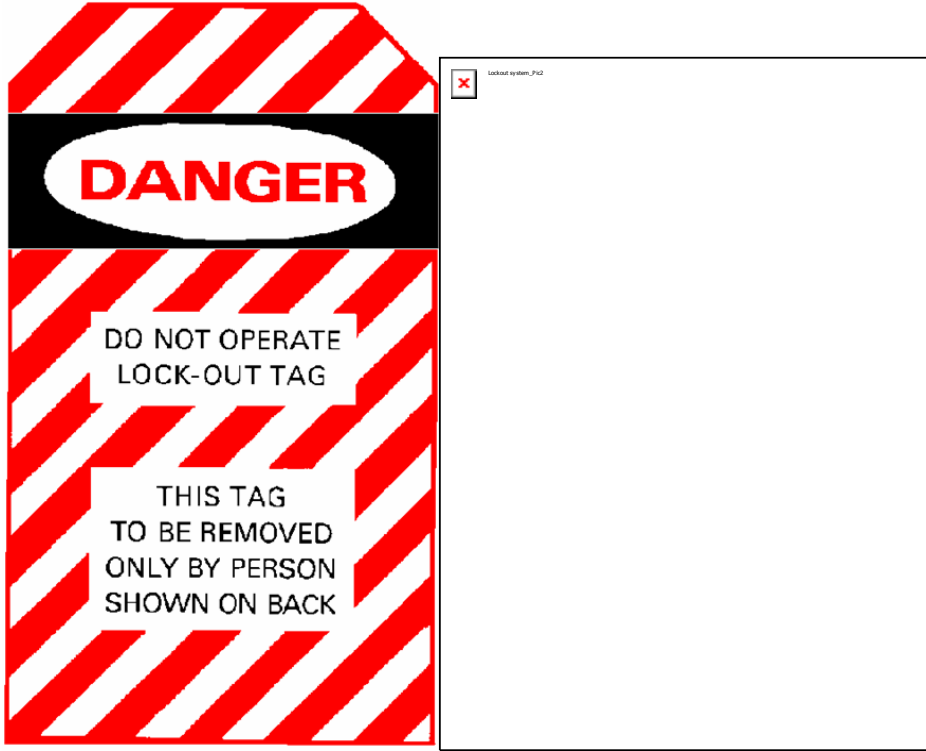 DANGER
DO NOT OPERATE
LOCK-OUT TAG
THIS TAG
TO BE REMOVED
ONLY BY PERSON
SHOWN ON BACK
Lockout system_Pic2